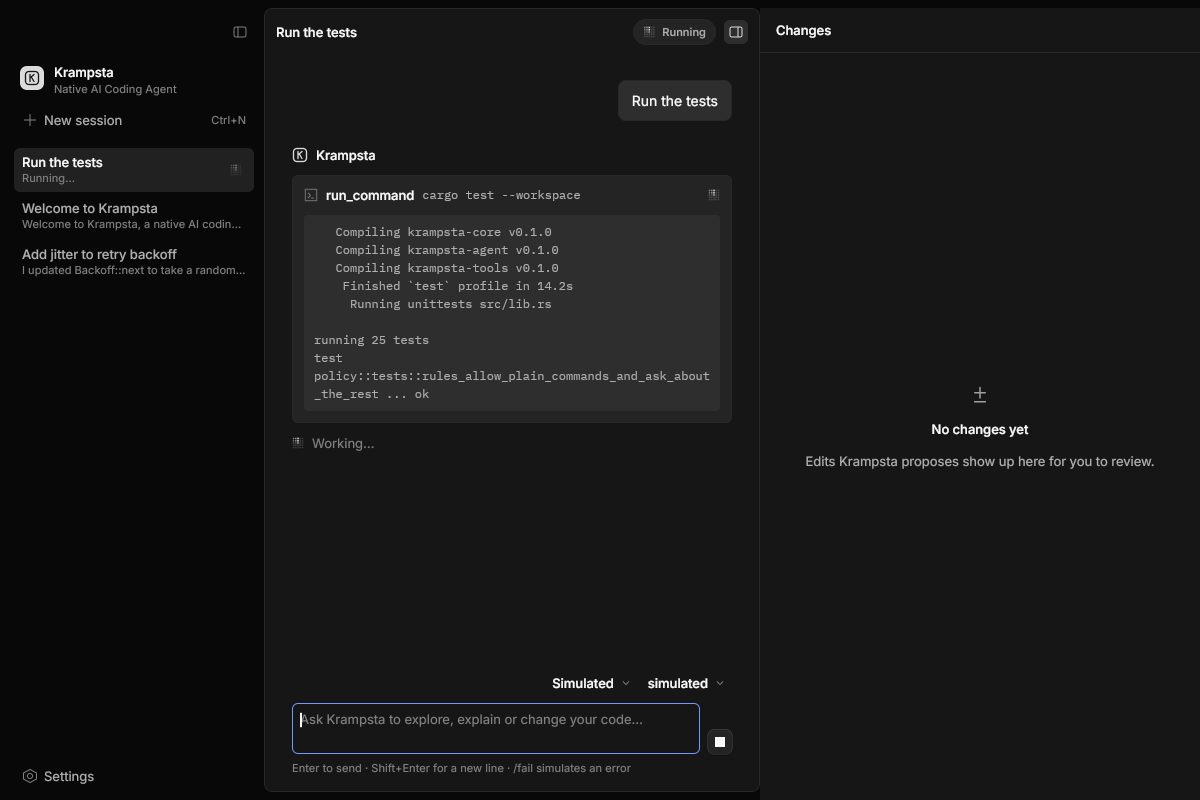 Krampsta
Native AI Coding Agent
New session Ctrl+N
Run the tests
Running...
Welcome to Krampsta
Welcome to Krampsta, a native AI codin...
Add jitter to retry backoff
I updated Backoff::next to take a random...
Settings
Run the tests
Running
Run the tests
K Krampsta
run_command cargo test --workspace
Compiling krampsta-core v0.1.0
Compiling krampsta-agent v0.1.0
Compiling krampsta-tools v0.1.0
Finished `test` profile in 14.2s
Running unittests src/lib.rs
running 25 tests
test
policy::tests::rules_allow_plain_commands_and_ask_about
_the_rest ... ok
Working...
Simulated simulated
Ask Krampsta to explore, explain or change your code...
Enter to send · Shift+Enter for a new line · /fail simulates an error
Changes
No changes yet
Edits Krampsta proposes show up here for you to review.